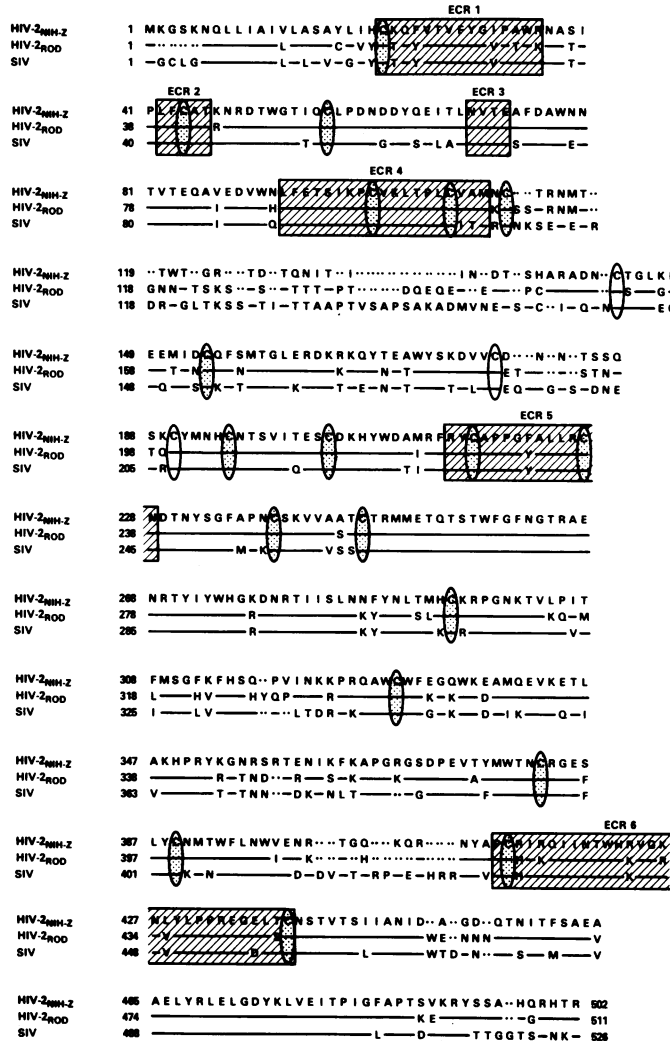 ECR 1
HIV-2NIH-Z 1 MKGSKNQLLIAIVLASAYLIHCKQFVTVFYGIPAWRNASI
HIV-2ROD 1 ······—L—C-VY-T-Y—V-T-K—T-
SIV 1 -GCLG—L-L-V-GY-T-Y—V—T-
ECR 2 ECR 3
HIV-2NIH-Z 41 PLFCATKNRDTWGTIQCLPDNDDYQEITLNVTEAFDAWNN
HIV-2ROD 38 —R—
SIV 40 —T—G-S-LA—S—E-
ECR 4
HIV-2NIH-Z 81 TVTEQAVEDVWNLFETSIKPCVKLTPLCVAMNC·TRNMT·
HIV-2ROD 78 —I—H—K-SS-RNM-··
SIV 80 —I—Q—IT-R-NKSE-E-R
HIV-2NIH-Z 119 ··TWT·GR··TD·TQNIT·I··············IN·DT·SHARADN··CTGLK
HIV-2ROD 118 GNN-TSKS··S-TTT-PT···DQEQE··E··PC—S-G-
SIV 118 DR-GLTKSS-TI-TTAAPTVSAPSAKADMVNE-S-C-I-Q-N—E
HIV-2NIH-Z 149 EEMIDCQFSMTGLERDKRKQYTEAWYSKDVVCD··N·N··TSSQ
HIV-2ROD 158 —T-N—N—K—N-T—ET······STN-
SIV 148 -Q-S-K-T—K—T-ENT-T—T-L—EQ-G-S-DNE
ECR 5
HIV-2NIH-Z 188 SKCYMNHCNTSVITESCDKHYWDAMRFRYCAPPGFALLRC
HIV-2ROD 198 TQ—I—Y—
SIV 205 -R—Q—TI—Y—
HIV-2NIH-Z 228 NDTNYSGFAPNCSKVVAATCTRMMETQTSTWFGFNGTRAE
HIV-2ROD 238 —S—
SIV 245 —M-K—VSS—
HIV-2NIH-Z 268 NRTYIYWHGKDNRTIISLNNFYNLTMHCKRPGNKTVLPIT
HIV-2ROD 278 —R—KY—SL—KQ-M
SIV 285 —R—KY—K-R—V-
HIV-2NIH-Z 308 FMSGFKFHSQ··PVINKKPRQAWCWFEGQWKEAMQEVKETL
HIV-2ROD 318 L—HV—HYQP—R—K-K—D—
SIV 325 I—LV—··-LTDR-K—G-K—D-IK—Q-I
HIV-2NIH-Z 347 AKHPRYKGNRSRTENIKFKAPGRGSDPEVTYMWTNCRGES
HIV-2ROD 338 —R-TND··R-S-K—K—A—F
SIV 363 V—T-TNN··DK-NLT—··G—F—F
ECR 6
HIV-2NIH-Z 387 LYCNMTWFLNWVENR··TGQ··KQR··NYAPCHIRQIINTWHRVGK
HIV-2ROD 397 —I—K—H—H-K—K—R
SIV 401 —K-N—D-DV-T-RP-E-HRR—V—H—K—
HIV-2NIH-Z 427 NLYLPPREGELTCNSTVTSIIANID··A··GD··QTNITFSAEA
HIV-2ROD 434 -V—WE··NNN—V
SIV 448 -V—D—L—WTD-N··—S-M—V
HIV-2NIH-Z 465 AELYRLELGDYKLVEITPIGFAPTSVKRYSSA··HQRHTR 502
HIV-2ROD 474 —KE—···G— 511
SIV 488 —L—D—TTGGTS-NK- 526